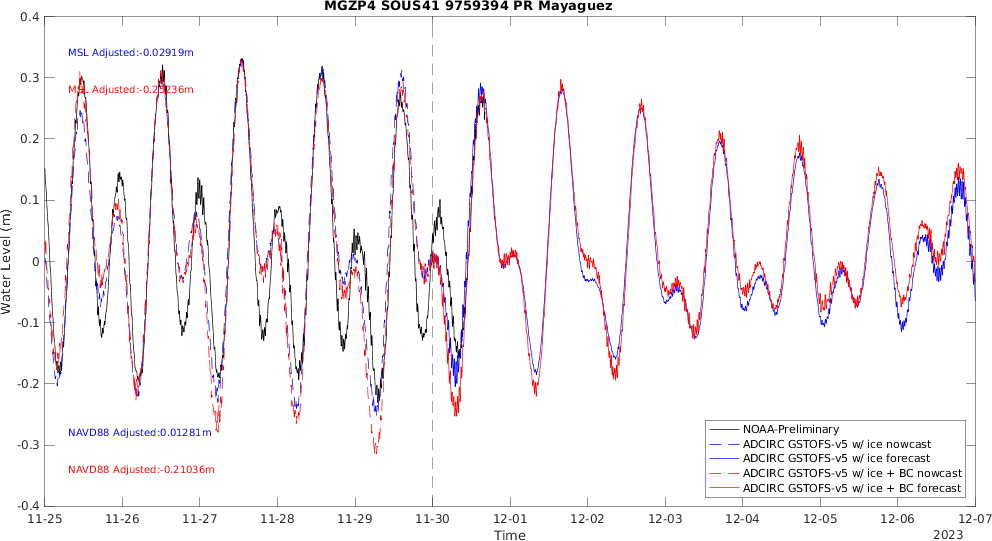 MGZP4 SOUS41 9759394 PR Mayaguez
0.4
0.3
0.2
0.1
0
-0.1
-0.2
-0.3
-0.4
Water Level (m)
MSL Adjusted:-0.02919m
MSL Adjusted:-0.25236m
NAVD88 Adjusted:0.01281m
NAVD88 Adjusted:-0.21036m
NOAA-Preliminary
ADCIRC GSTOFS-v5 w/ ice nowcast
ADCIRC GSTOFS-v5 w/ ice forecast
ADCIRC GSTOFS-v5 w/ ice + BC nowcast
ADCIRC GSTOFS-v5 w/ ice + BC forecast
11-25 11-26 11-27 11-28 11-29 11-30 12-01 12-02 12-03 12-04 12-05 12-06 12-07
Time
2023